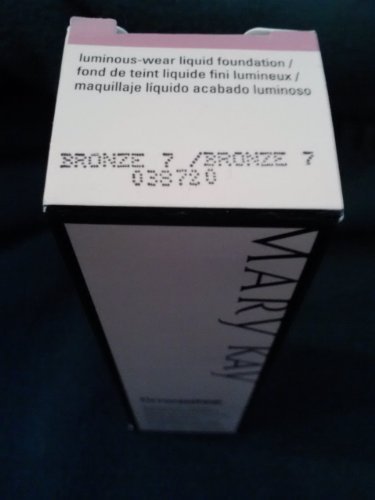 luminous-wear liquid foundation /
fond de teint liquide fini lumineux /
maquillaje líquido acabado luminoso
BRONZE 7 /BRONZE 7
038720
MARY KAY